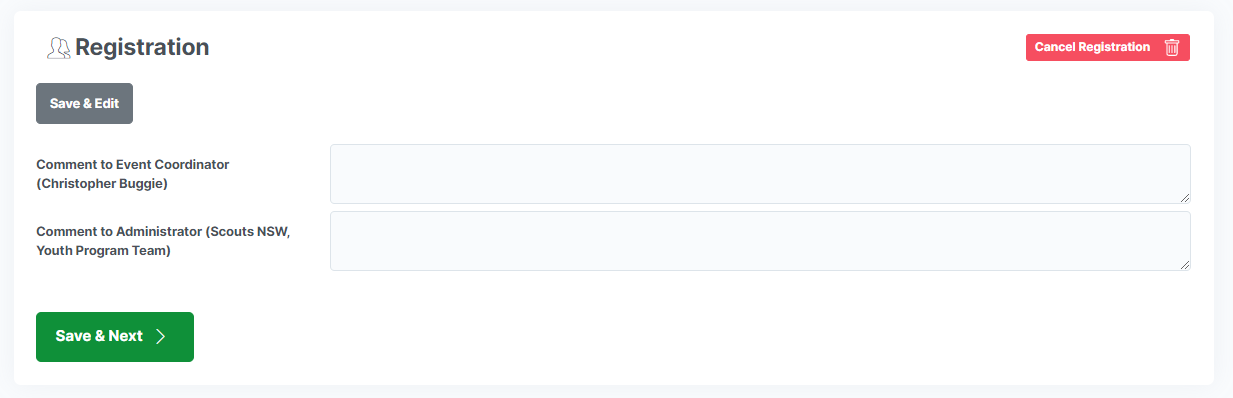 Registration
Cancel Registration
Save & Edit
Comment to Event Coordinator
(Christopher Buggie)
Comment to Administrator (Scouts NSW,
Youth Program Team)
Save & Next